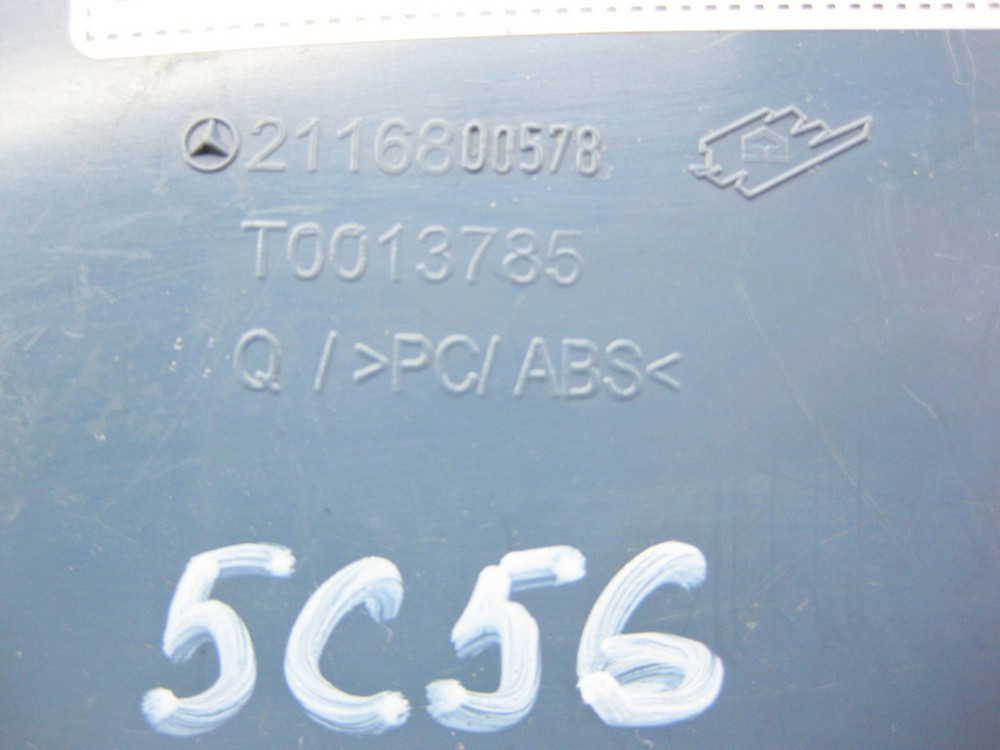 2116800578
T0013785
Q / >PC/ABS<
5C56